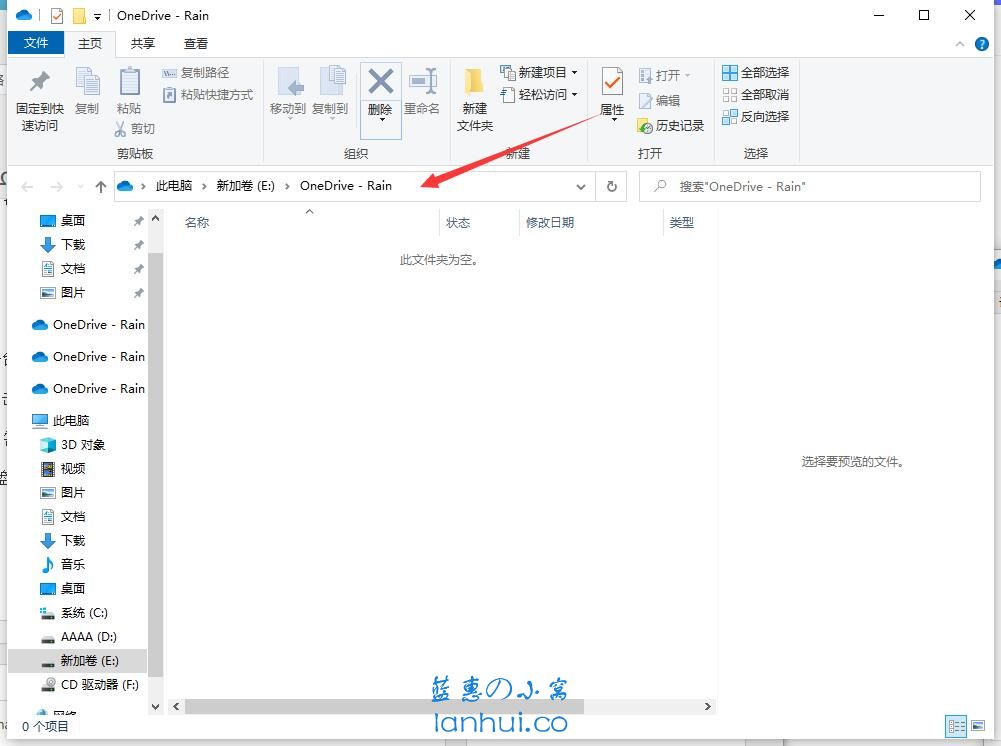 OneDrive - Rain
文件 主页 共享 查看
固定到快速访问
复制
粘贴
复制路径
粘贴快捷方式
剪切
剪贴板
移动到
复制到
删除
重命名
组织
新建文件夹
新建项目
轻松访问
新建
属性
打开
编辑
历史记录
打开
全部选择
全部取消
反向选择
选择
此电脑 › 新加卷 (E:) › OneDrive - Rain
搜索"OneDrive - Rain"
名称 状态 修改日期 类型
此文件夹为空。
桌面
下载
文档
图片
OneDrive - Rain
OneDrive - Rain
OneDrive - Rain
此电脑
3D 对象
视频
图片
文档
下载
音乐
桌面
系统 (C:)
AAAA (D:)
新加卷 (E:)
CD 驱动器 (F:)
网络
选择要预览的文件。
蓝惠の小窝
lanhui.co
0 个项目